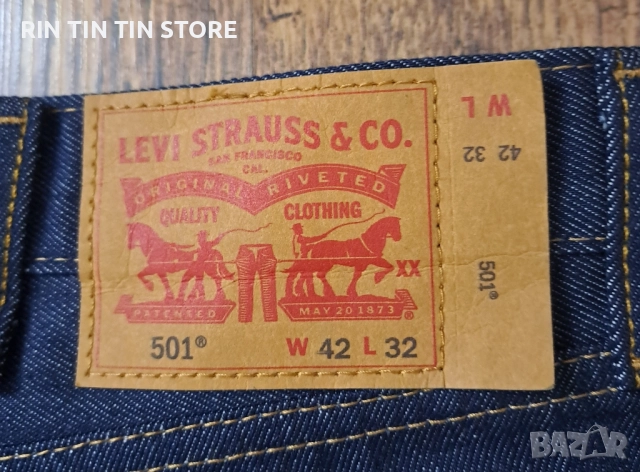 RIN TIN TIN STORE
LEVI STRAUSS & CO.
SAN FRANCISCO
CAL.
ORIGINAL RIVETED
QUALITY CLOTHING
XX
PATENTED MAY 20 1873 ®
501® W 42 L 32
W L
42 32
501®
BAZAR